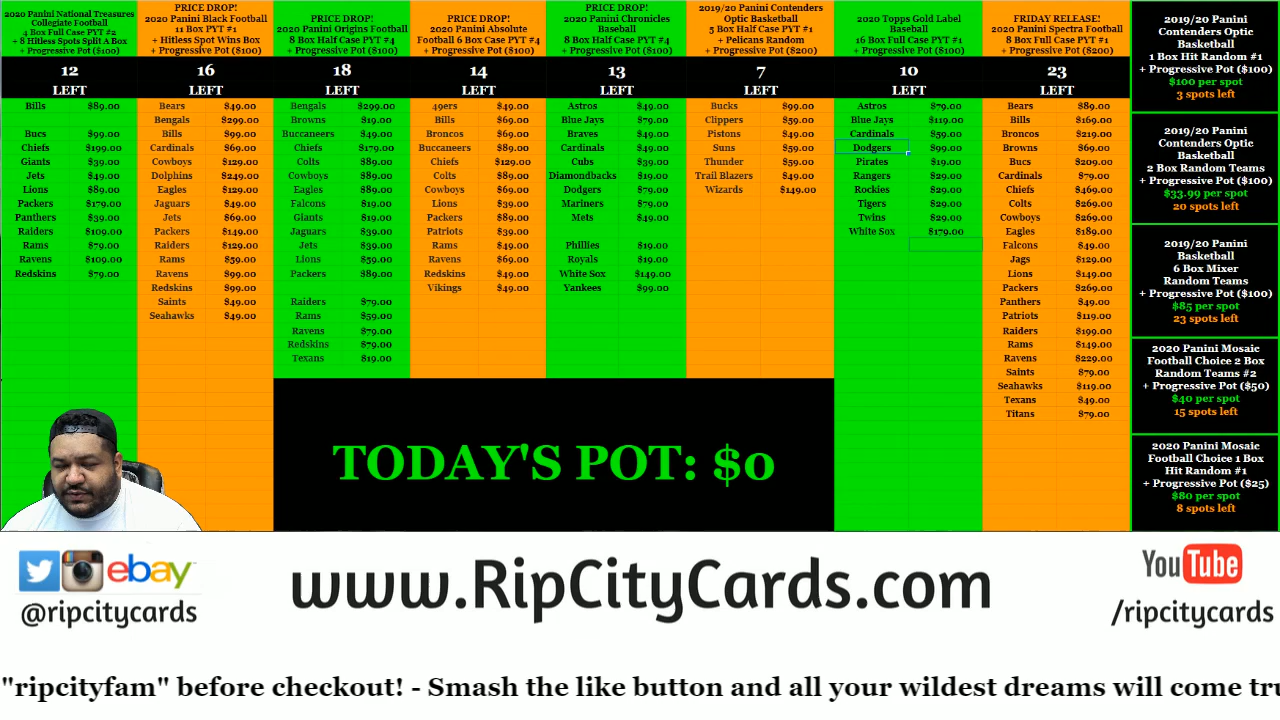 2020 Panini National Treasures
Collegiate Football
4 Box Full Case PYT #2
+ 8 Hitless Spots Split A Box
+ Progressive Pot ($100)
12
LEFT
Bills $89.00
Bucs $99.00
Chiefs $199.00
Giants $39.00
Jets $49.00
Lions $89.00
Packers $179.00
Panthers $39.00
Raiders $109.00
Rams $79.00
Ravens $109.00
Redskins $79.00
PRICE DROP!
2020 Panini Black Football
11 Box PYT #1
+ Hitless Spot Wins Box
+ Progressive Pot ($100)
16
LEFT
Bears $49.00
Bengals $299.00
Bills $99.00
Cardinals $69.00
Cowboys $129.00
Dolphins $249.00
Eagles $129.00
Jaguars $49.00
Jets $69.00
Packers $149.00
Raiders $129.00
Rams $59.00
Ravens $99.00
Redskins $99.00
Saints $49.00
Seahawks $49.00
PRICE DROP!
2020 Panini Origins Football
8 Box Half Case PYT #4
+ Progressive Pot ($100)
18
LEFT
Bengals $299.00
Browns $19.00
Buccaneers $49.00
Chiefs $179.00
Colts $89.00
Cowboys $89.00
Eagles $89.00
Falcons $19.00
Giants $19.00
Jaguars $39.00
Jets $39.00
Lions $59.00
Packers $89.00
Raiders $79.00
Rams $59.00
Ravens $79.00
Redskins $79.00
Texans $19.00
PRICE DROP!
2020 Panini Absolute
Football 6 Box Case PYT #4
+ Progressive Pot ($100)
14
LEFT
49ers $49.00
Bills $69.00
Broncos $69.00
Buccaneers $89.00
Chiefs $129.00
Colts $89.00
Cowboys $69.00
Lions $39.00
Packers $89.00
Patriots $39.00
Rams $49.00
Ravens $69.00
Redskins $49.00
Vikings $49.00
PRICE DROP!
2020 Panini Chronicles
Baseball
8 Box Half Case PYT #4
+ Progressive Pot ($100)
13
LEFT
Astros $49.00
Blue Jays $79.00
Braves $49.00
Cardinals $49.00
Cubs $39.00
Diamondbacks $19.00
Dodgers $79.00
Mariners $79.00
Mets $49.00
Phillies $19.00
Royals $19.00
White Sox $149.00
Yankees $99.00
2019/20 Panini Contenders
Optic Basketball
5 Box Half Case PYT #1
+ Pelicans Random
+ Progressive Pot ($200)
7
LEFT
Bucks $99.00
Clippers $59.00
Pistons $49.00
Suns $59.00
Thunder $59.00
Trail Blazers $49.00
Wizards $149.00
2020 Topps Gold Label
Baseball
16 Box Full Case PYT #1
+ Progressive Pot ($100)
10
LEFT
Astros $79.00
Blue Jays $119.00
Cardinals $59.00
Dodgers $99.00
Pirates $19.00
Rangers $29.00
Rockies $29.00
Tigers $29.00
Twins $29.00
White Sox $179.00
FRIDAY RELEASE!
2020 Panini Spectra Football
8 Box Full Case PYT #1
+ Progressive Pot ($200)
23
LEFT
Bears $89.00
Bills $169.00
Broncos $219.00
Browns $69.00
Bucs $209.00
Cardinals $79.00
Chiefs $469.00
Colts $269.00
Cowboys $269.00
Eagles $189.00
Falcons $49.00
Jags $129.00
Lions $149.00
Packers $269.00
Panthers $49.00
Patriots $119.00
Raiders $199.00
Rams $149.00
Ravens $229.00
Saints $79.00
Seahawks $119.00
Texans $49.00
Titans $79.00
2019/20 Panini
Contenders Optic
Basketball
1 Box Hit Random #1
+ Progressive Pot ($100)
$100 per spot
3 spots left
2019/20 Panini
Contenders Optic
Basketball
2 Box Random Teams
+ Progressive Pot ($100)
$33.99 per spot
20 spots left
2019/20 Panini
Basketball
6 Box Mixer
Random Teams
+ Progressive Pot ($100)
$85 per spot
23 spots left
2020 Panini Mosaic
Football Choice 2 Box
Random Teams #2
+ Progressive Pot ($50)
$40 per spot
15 spots left
2020 Panini Mosaic
Football Choice 1 Box
Hit Random #1
+ Progressive Pot ($25)
$80 per spot
8 spots left
TODAY'S POT: $0
ebay
@ripcitycards
www.RipCityCards.com
YouTube
/ripcitycards
"ripcityfam" before checkout! - Smash the like button and all your wildest dreams will come tru